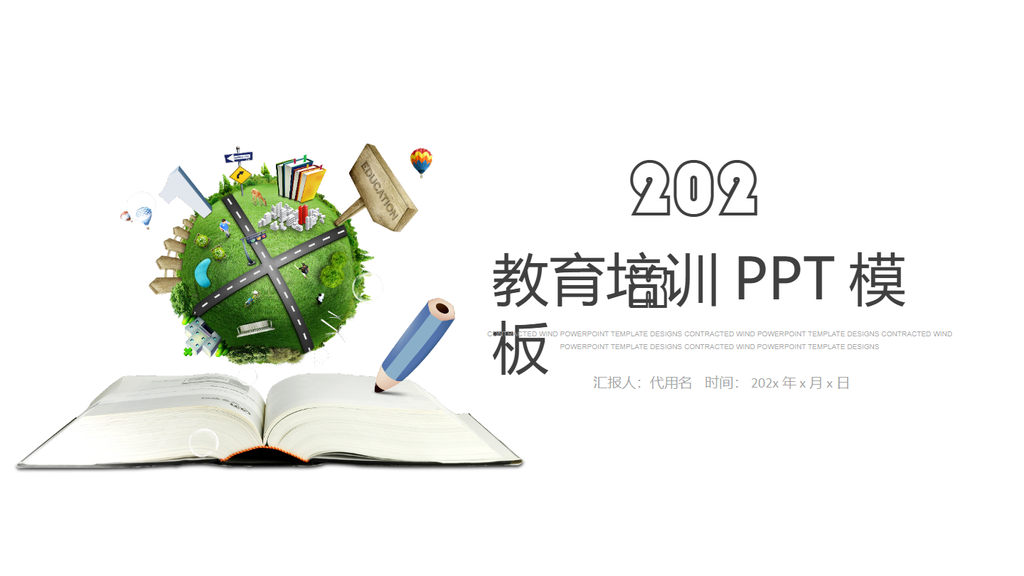 EDUCATION
202
3
教育培训 PPT 模
板
CONTRACTED WIND POWERPOINT TEMPLATE DESIGNS CONTRACTED WIND POWERPOINT TEMPLATE DESIGNS CONTRACTED WIND
POWERPOINT TEMPLATE DESIGNS CONTRACTED WIND POWERPOINT TEMPLATE DESIGNS
汇报人：代用名 时间： 202x 年 x 月 x 日